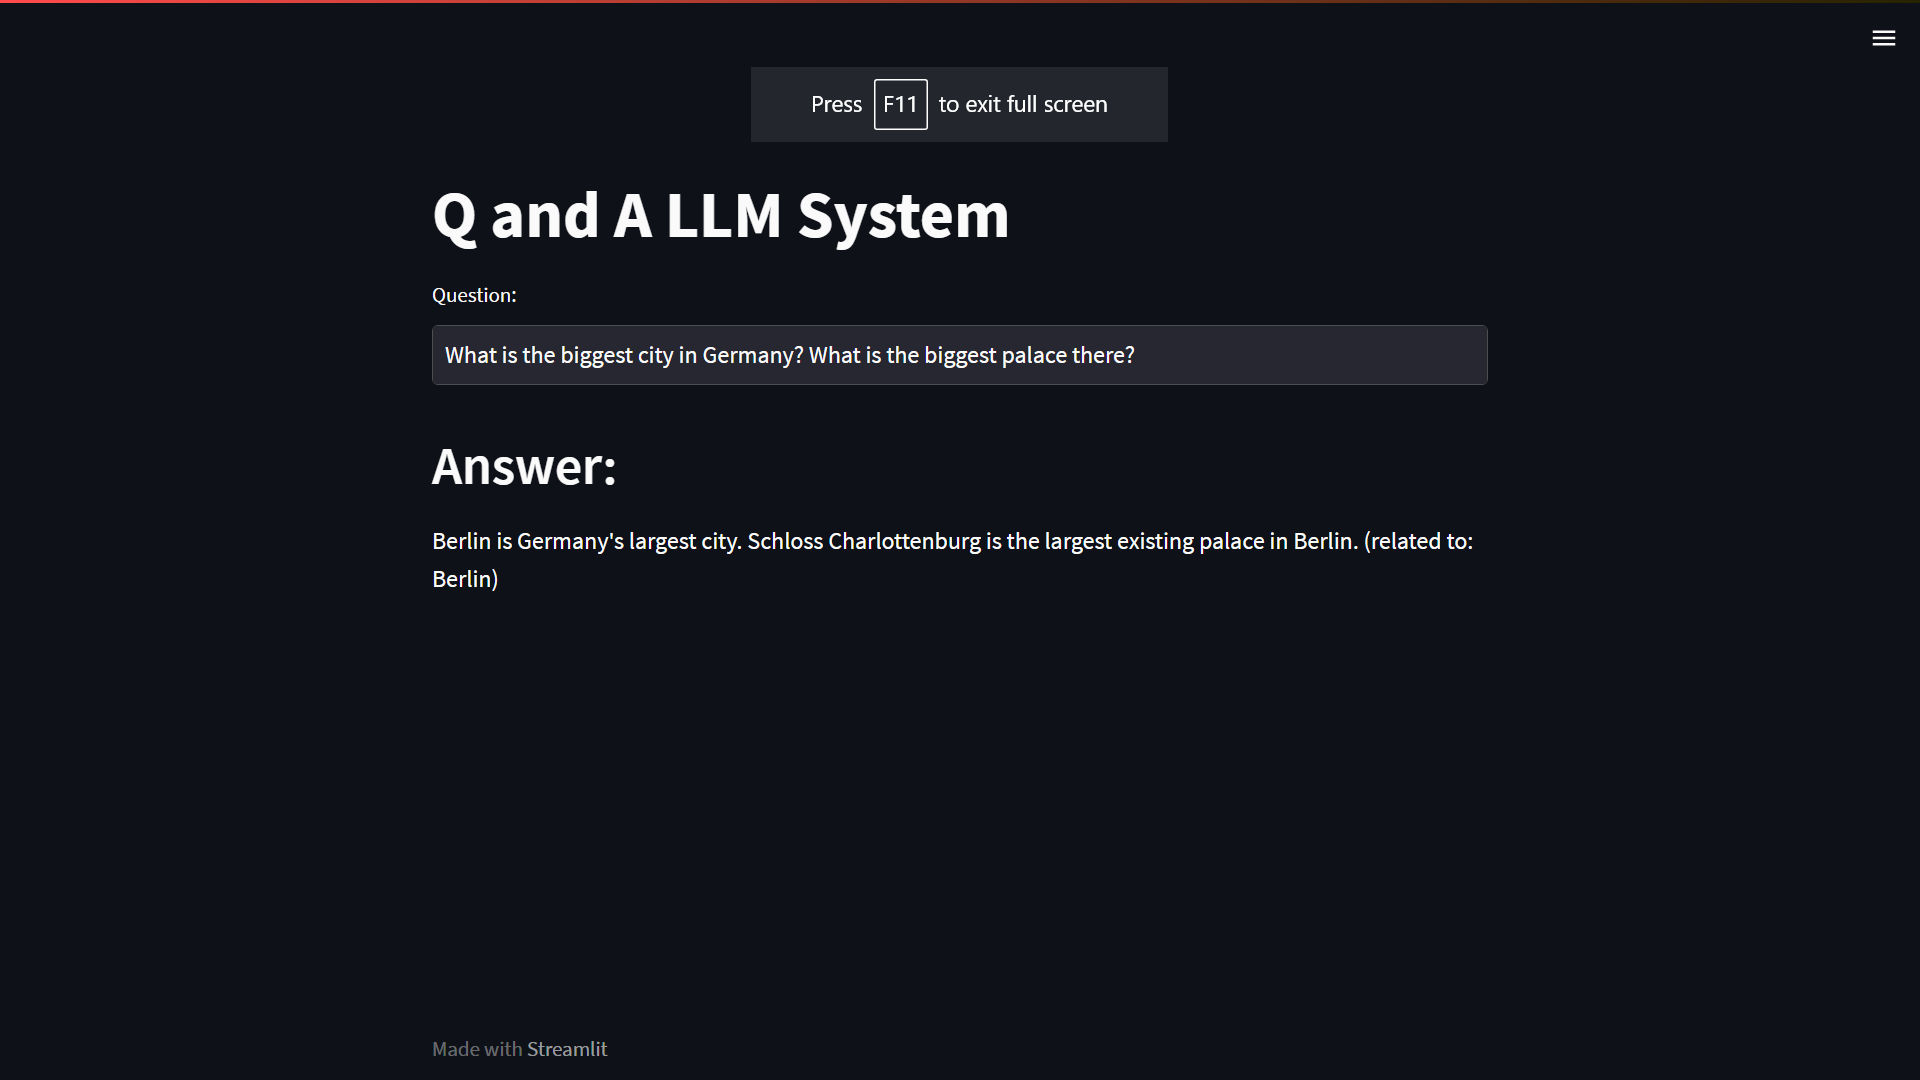 Press F11 to exit full screen
Q and A LLM System
Question:
What is the biggest city in Germany? What is the biggest palace there?
Answer:
Berlin is Germany's largest city. Schloss Charlottenburg is the largest existing palace in Berlin. (related to:
Berlin)
Made with Streamlit